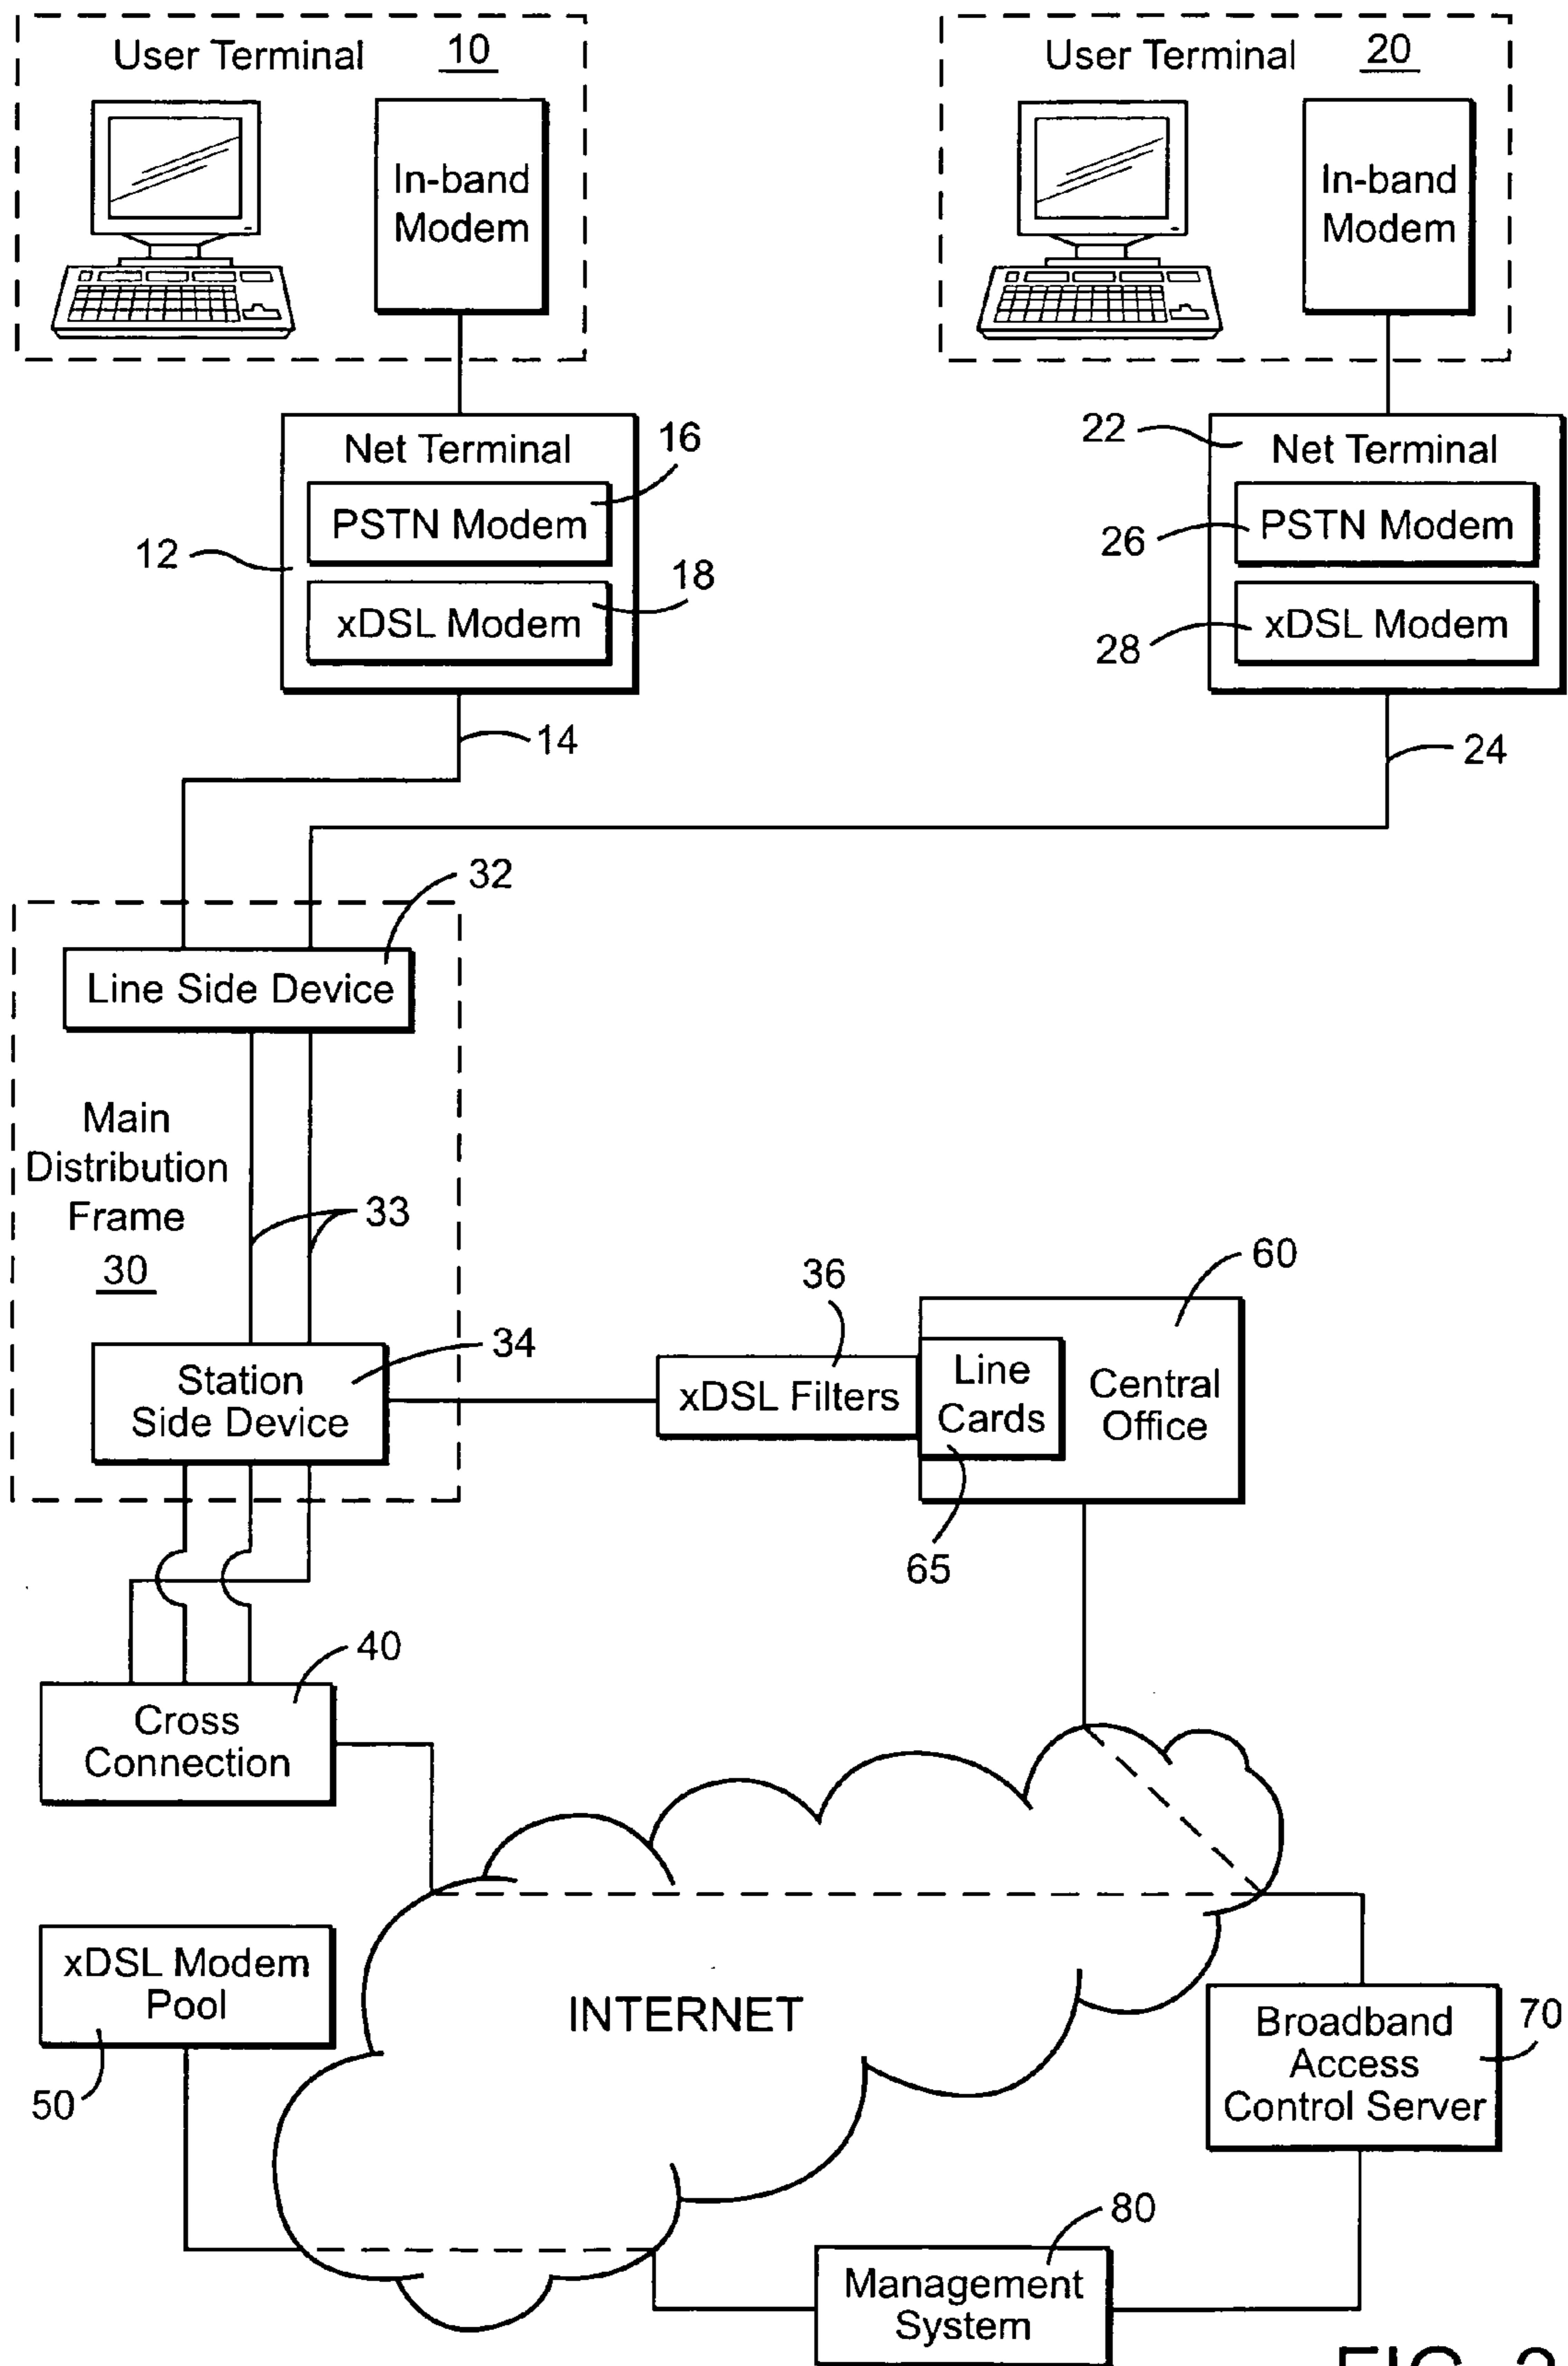 User Terminal 10
In-band
Modem
User Terminal 20
In-band
Modem
Net Terminal
16
PSTN Modem
12
18
xDSL Modem
22
Net Terminal
26
PSTN Modem
28
xDSL Modem
14
24
32
Line Side Device
Main
Distribution
Frame
30
33
34
Station
Side Device
36
xDSL Filters
60
Line
Cards
Central
Office
65
40
Cross
Connection
xDSL Modem
Pool
50
INTERNET
Broadband
Access
Control Server
70
80
Management
System